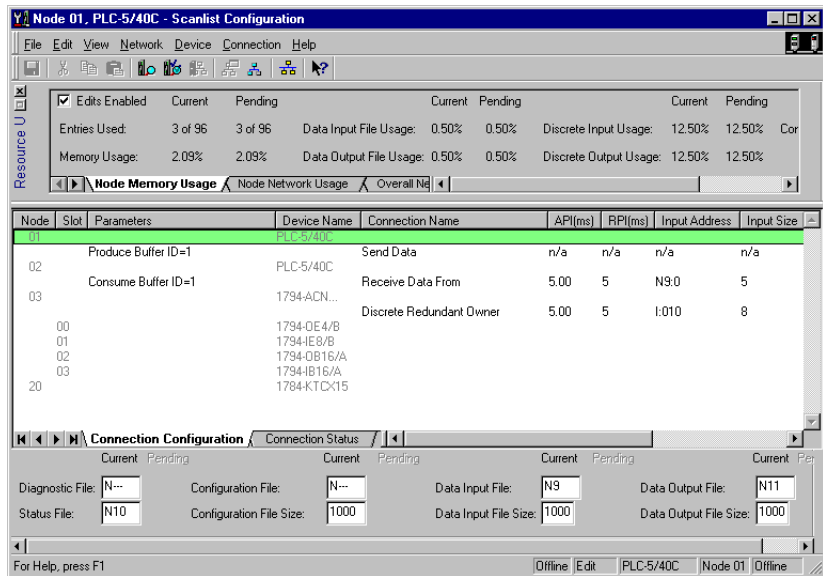 Node 01, PLC-5/40C - Scanlist Configuration
File Edit View Network Device Connection Help
Resource U
Edits Enabled Current Pending Current Pending Current Pending
Entries Used: 3 of 96 3 of 96 Data Input File Usage: 0.50% 0.50% Discrete Input Usage: 12.50% 12.50% Cor
Memory Usage: 2.09% 2.09% Data Output File Usage: 0.50% 0.50% Discrete Output Usage: 12.50% 12.50%
Node Memory Usage Node Network Usage Overall Ne
Node Slot Parameters Device Name Connection Name API(ms) RPI(ms) Input Address Input Size
01 PLC-5/40C
Produce Buffer ID=1 Send Data n/a n/a n/a n/a
02 PLC-5/40C
Consume Buffer ID=1 Receive Data From 5.00 5 N9:0 5
03 1794-ACN...
Discrete Redundant Owner 5.00 5 I:010 8
00 1794-OE4/B
01 1794-IE8/B
02 1794-OB16/A
03 1794-IB16/A
20 1784-KTCX15
Connection Configuration Connection Status
Current Pending Current Pending Current Pending Current Per
Diagnostic File: N--- Configuration File: N--- Data Input File: N9 Data Output File: N11
Status File: N10 Configuration File Size: 1000 Data Input File Size: 1000 Data Output File Size: 1000
For Help, press F1 Offline Edit PLC-5/40C Node 01 Offline